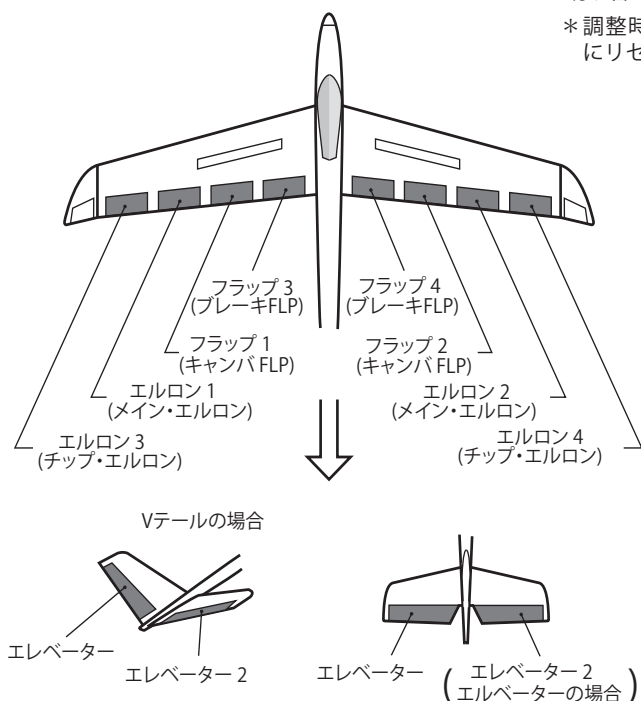 ＊調整時
にリセ
フラップ 3
(ブレーキFLP)
フラップ 4
(ブレーキFLP)
フラップ 1
(キャンバ FLP)
フラップ 2
(キャンバ FLP)
エルロン 1
(メイン・エルロン)
エルロン 2
(メイン・エルロン)
エルロン 3
(チップ・エルロン)
エルロン 4
(チップ・エルロン)
Vテールの場合
エレベーター
エレベーター 2
エレベーター
(エレベーター 2
エルベーターの場合)